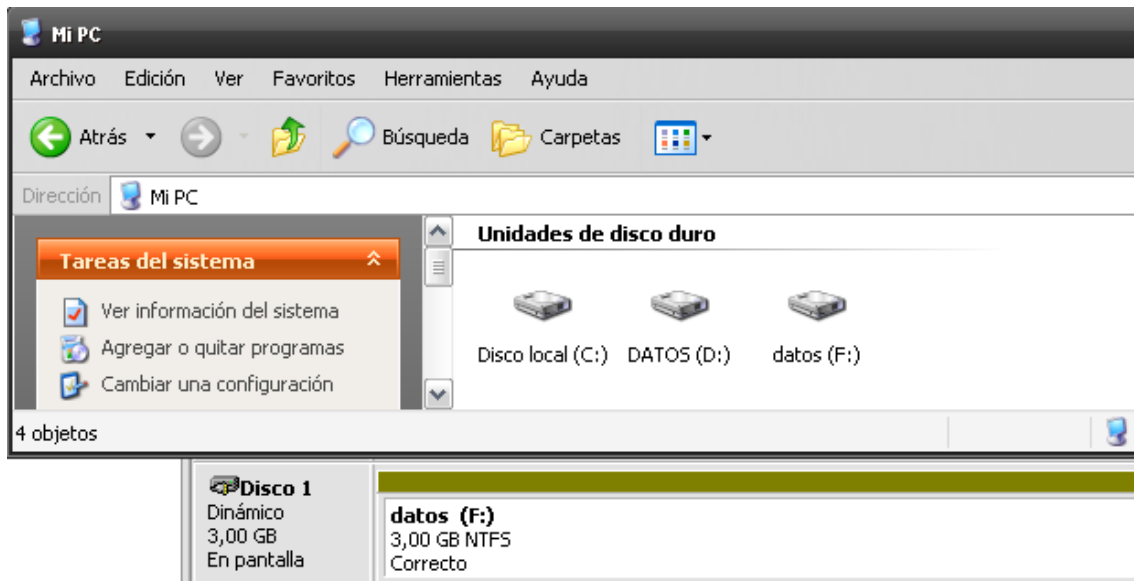 Mi PC
Archivo Edición Ver Favoritos Herramientas Ayuda
Atrás Búsqueda Carpetas
Dirección Mi PC
Unidades de disco duro
Tareas del sistema
Ver información del sistema
Agregar o quitar programas
Cambiar una configuración
Disco local (C:) DATOS (D:) datos (F:)
4 objetos
Disco 1
Dinámico
3,00 GB
En pantalla
datos (F:)
3,00 GB NTFS
Correcto